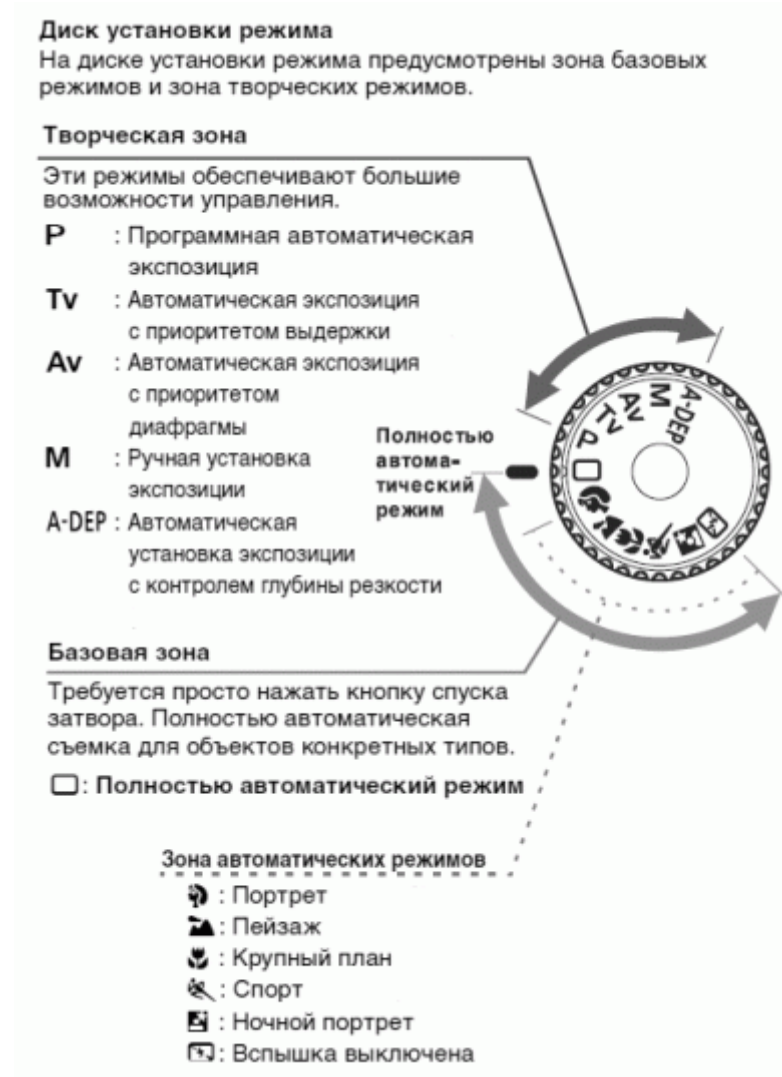 Диск установки режима
На диске установки режима предусмотрены зона базовых
режимов и зона творческих режимов.
Творческая зона
Эти режимы обеспечивают большие
возможности управления.
P : Программная автоматическая
экспозиция
Tv : Автоматическая экспозиция
с приоритетом выдержки
Av : Автоматическая экспозиция
с приоритетом
диафрагмы
M : Ручная установка
экспозиции
A-DEP : Автоматическая
установка экспозиции
с контролем глубины резкости
Полностью
автома-
тический
режим
P
Tv
Av
M
A-DEP
Базовая зона
Требуется просто нажать кнопку спуска
затвора. Полностью автоматическая
съемка для объектов конкретных типов.
: Полностью автоматический режим
Зона автоматических режимов
: Портрет
: Пейзаж
: Крупный план
: Спорт
: Ночной портрет
: Вспышка выключена